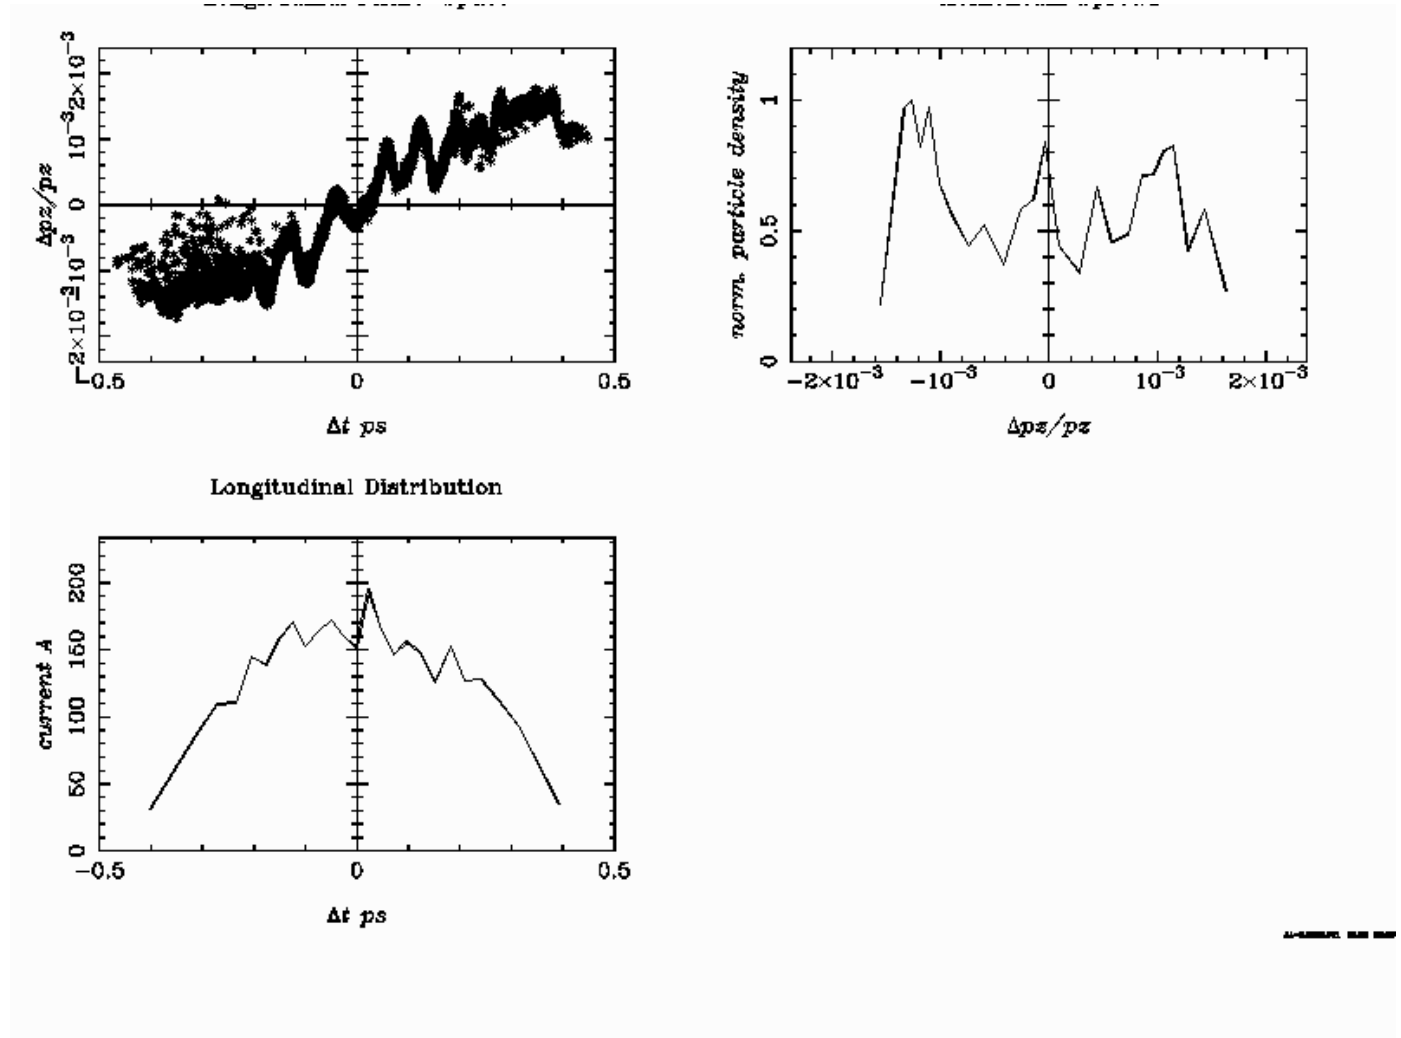 2×10⁻³
10⁻³
0
−10⁻³
−2×10⁻³
Δpz/pz
−0.5 0 0.5
Δt ps
1
0.5
0
norm. particle density
−2×10⁻³ −10⁻³ 0 10⁻³ 2×10⁻³
Δpz/pz
Longitudinal Distribution
200
150
100
50
0
current A
−0.5 0 0.5
Δt ps